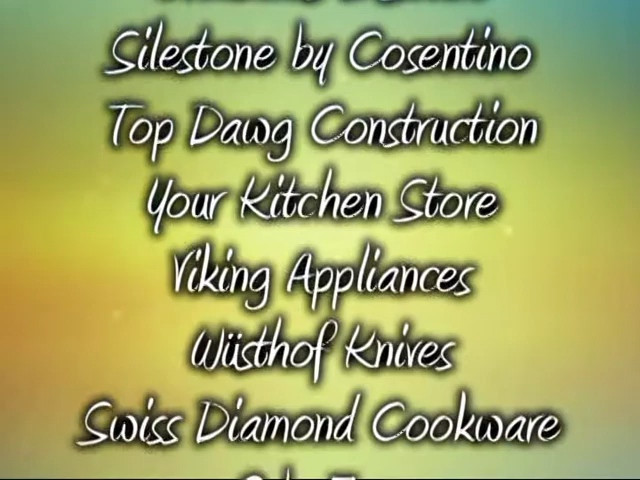 Silestone by Cosentino
Top Dawg Construction
Your Kitchen Store
Viking Appliances
Wüsthof Knives
Swiss Diamond Cookware